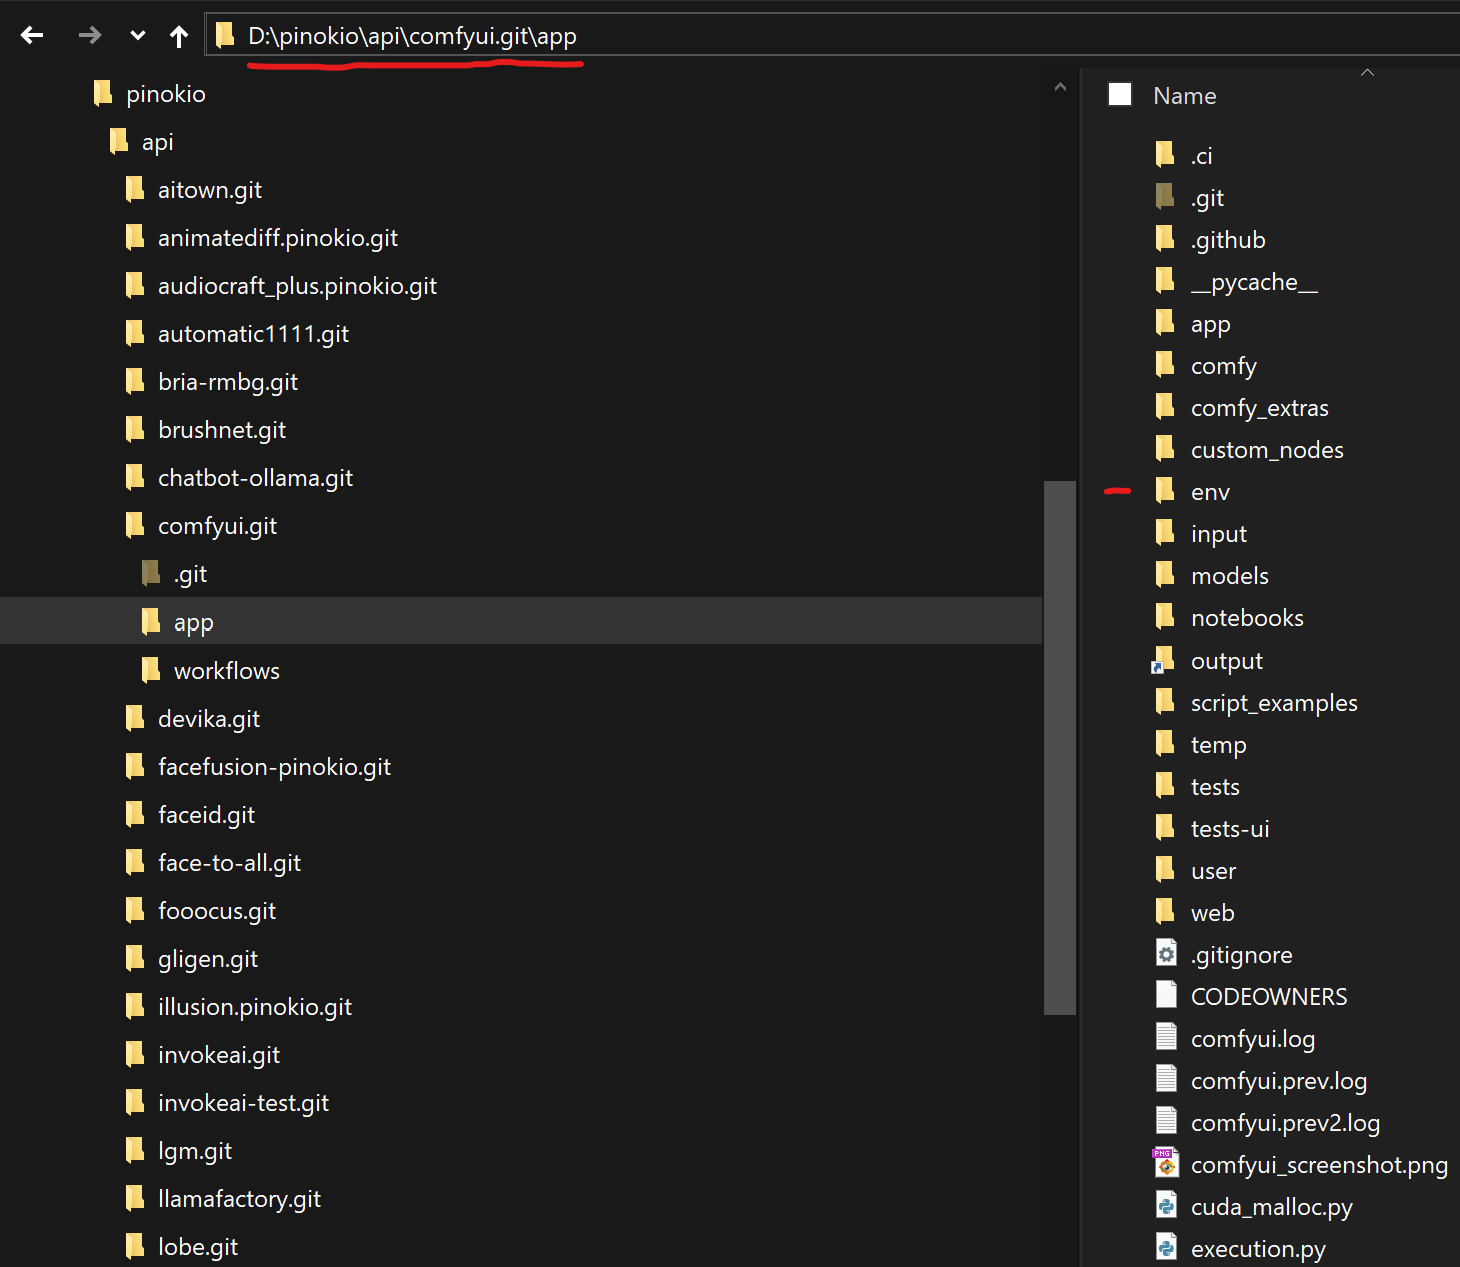 D:\pinokio\api\comfyui.git\app
pinokio
api
aitown.git
animatediff.pinokio.git
audiocraft_plus.pinokio.git
automatic1111.git
bria-rmbg.git
brushnet.git
chatbot-ollama.git
comfyui.git
.git
app
workflows
devika.git
facefusion-pinokio.git
faceid.git
face-to-all.git
fooocus.git
gligen.git
illusion.pinokio.git
invokeai.git
invokeai-test.git
lgm.git
llamafactory.git
lobe.git
Name
.ci
.git
.github
__pycache__
app
comfy
comfy_extras
custom_nodes
env
input
models
notebooks
output
script_examples
temp
tests
tests-ui
user
web
.gitignore
CODEOWNERS
comfyui.log
comfyui.prev.log
comfyui.prev2.log
PNG
comfyui_screenshot.png
cuda_malloc.py
execution.py